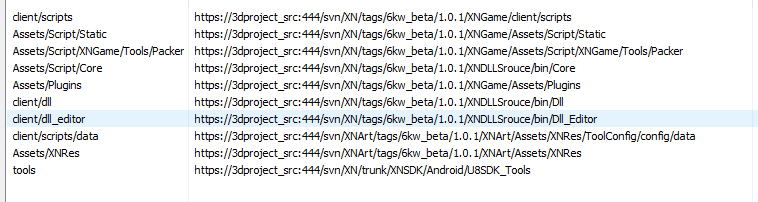 client/scripts https://3dproject_src:444/svn/XN/tags/6kw_beta/1.0.1/XNGame/client/scripts
Assets/Script/Static https://3dproject_src:444/svn/XN/tags/6kw_beta/1.0.1/XNGame/Assets/Script/Static
Assets/Script/XNGame/Tools/Packer https://3dproject_src:444/svn/XN/tags/6kw_beta/1.0.1/XNGame/Assets/Script/XNGame/Tools/Packer
Assets/Script/Core https://3dproject_src:444/svn/XN/tags/6kw_beta/1.0.1/XNDLLSrouce/bin/Core
Assets/Plugins https://3dproject_src:444/svn/XN/tags/6kw_beta/1.0.1/XNGame/Assets/Plugins
client/dll https://3dproject_src:444/svn/XN/tags/6kw_beta/1.0.1/XNDLLSrouce/bin/Dll
client/dll_editor https://3dproject_src:444/svn/XN/tags/6kw_beta/1.0.1/XNDLLSrouce/bin/Dll_Editor
client/scripts/data https://3dproject_src:444/svn/XNArt/tags/6kw_beta/1.0.1/XNArt/Assets/XNRes/ToolConfig/config/data
Assets/XNRes https://3dproject_src:444/svn/XNArt/tags/6kw_beta/1.0.1/XNArt/Assets/XNRes
tools https://3dproject_src:444/svn/XN/trunk/XNSDK/Android/U8SDK_Tools